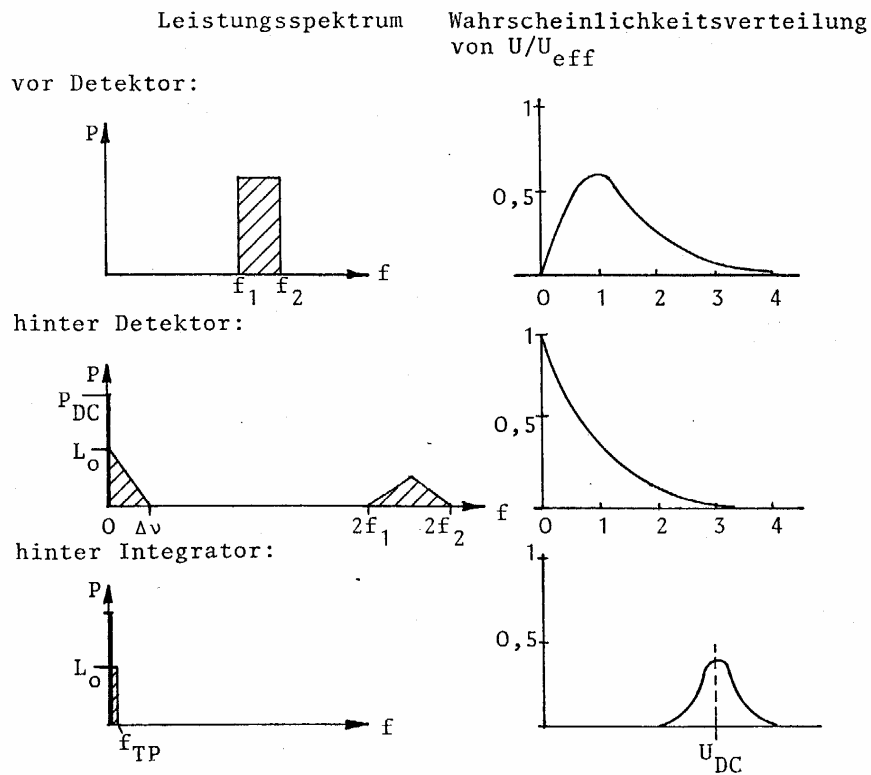 Leistungsspektrum
Wahrscheinlichkeitsverteilung
von U/U_eff
vor Detektor:
P
f_1 f_2 f
1
0,5
0 1 2 3 4
hinter Detektor:
P
P_DC
L_o
0 Δν 2f_1 2f_2 f
1
0,5
0 1 2 3 4
hinter Integrator:
P
L_o
f_TP
f
1
0,5
U_DC